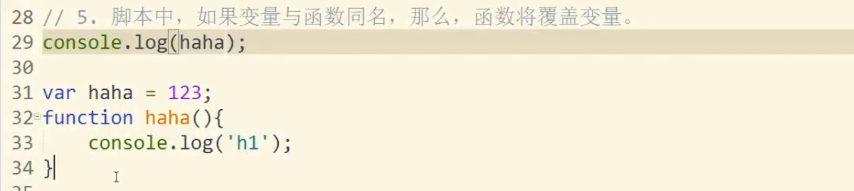 28 // 5. 脚本中，如果变量与函数同名，那么，函数将覆盖变量。
29 console.log(haha);
30
31 var haha = 123;
32 function haha(){
33     console.log('h1');
34 }